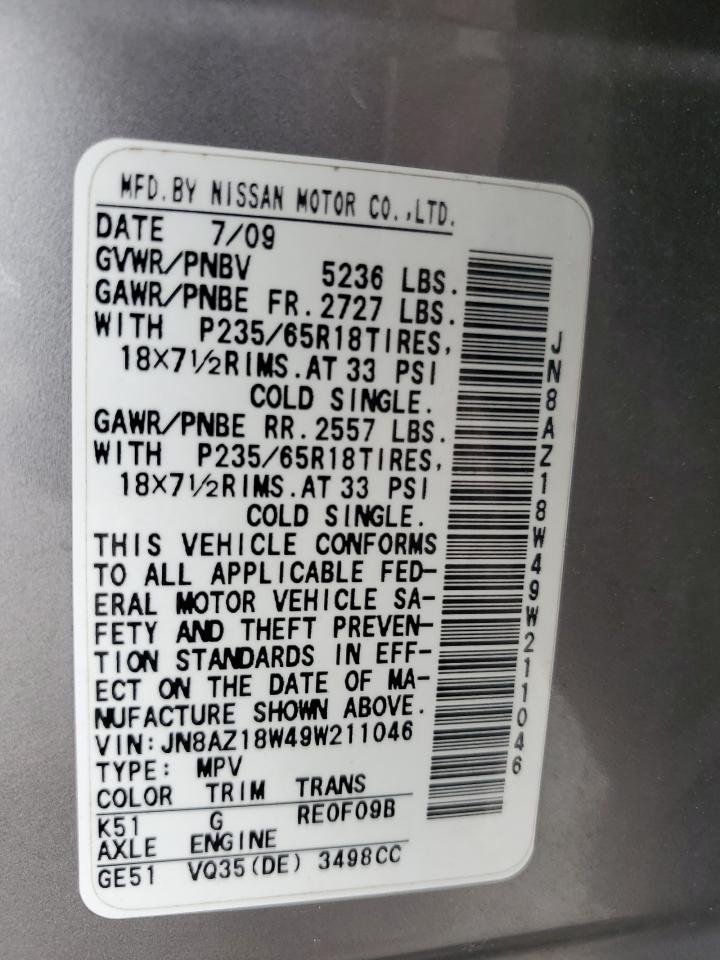 MFD.BY NISSAN MOTOR CO.,LTD.
DATE 7/09
GVWR/PNBV 5236 LBS.
GAWR/PNBE FR.2727 LBS.
WITH P235/65R18TIRES,
18×7½RIMS.AT 33 PSI
COLD SINGLE.
GAWR/PNBE RR.2557 LBS.
WITH P235/65R18TIRES,
18×7½RIMS.AT 33 PSI
COLD SINGLE.
THIS VEHICLE CONFORMS
TO ALL APPLICABLE FED-
ERAL MOTOR VEHICLE SA-
FETY AND THEFT PREVEN-
TION STANDARDS IN EFF-
ECT ON THE DATE OF MA-
NUFACTURE SHOWN ABOVE.
VIN:JN8AZ18W49W211046
TYPE: MPV
COLOR TRIM TRANS
K51 G RE0F09B
AXLE ENGINE
GE51 VQ35(DE) 3498CC
JN8AZ18W49W211046